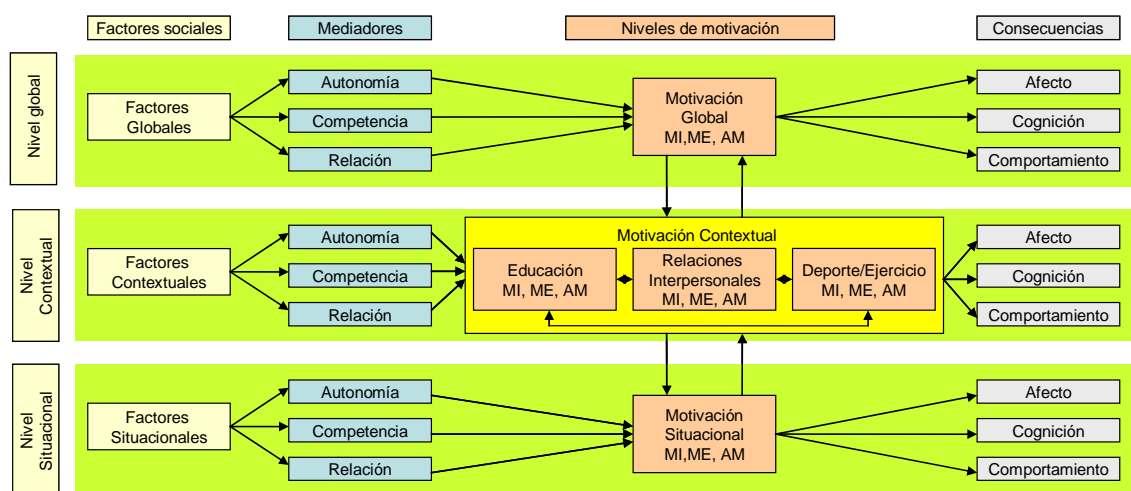 Factores sociales
Mediadores
Niveles de motivación
Consecuencias
Nivel global
Factores
Globales
Autonomía
Competencia
Relación
Motivación
Global
MI,ME, AM
Afecto
Cognición
Comportamiento
Nivel
Contextual
Factores
Contextuales
Autonomía
Competencia
Relación
Motivación Contextual
Educación
MI, ME, AM
Relaciones
Interpersonales
MI, ME, AM
Deporte/Ejercicio
MI, ME, AM
Afecto
Cognición
Comportamiento
Nivel
Situacional
Factores
Situacionales
Autonomía
Competencia
Relación
Motivación
Situacional
MI,ME, AM
Afecto
Cognición
Comportamiento